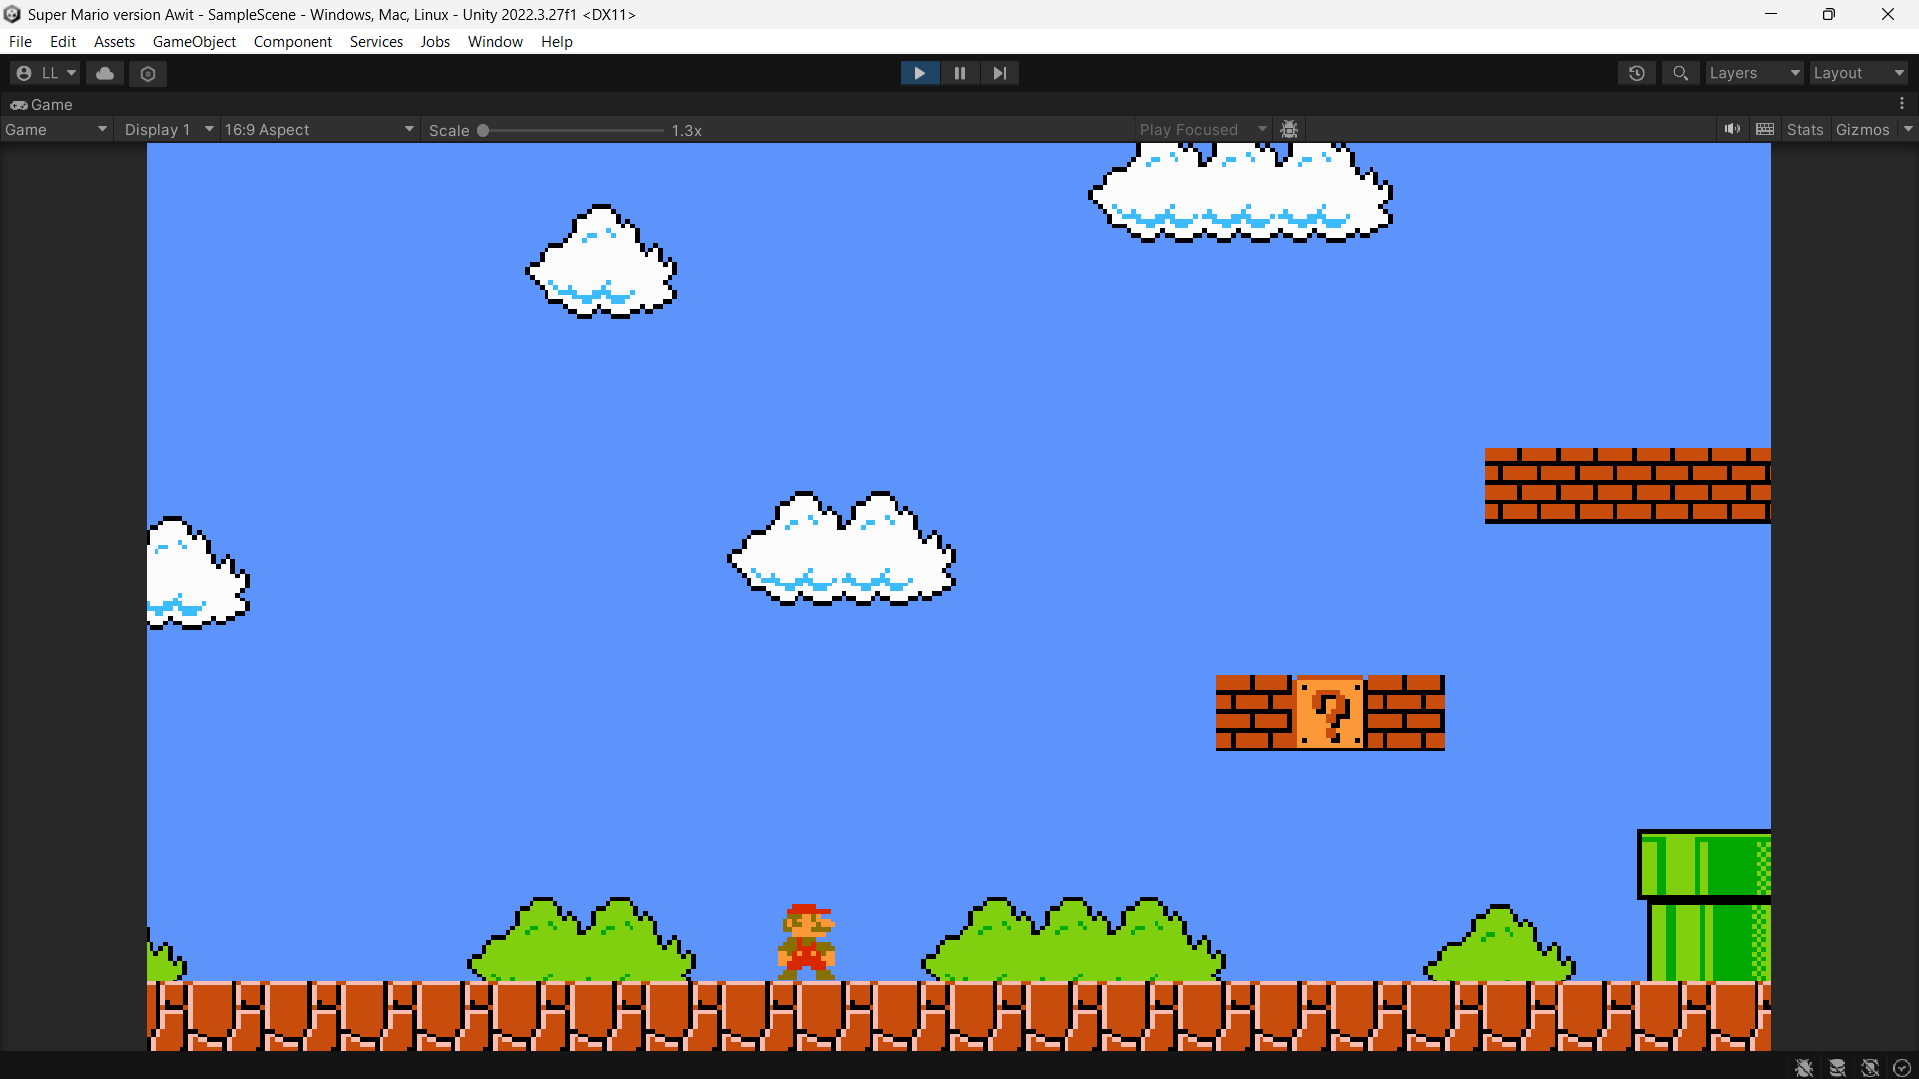 Super Mario version Awit - SampleScene - Windows, Mac, Linux - Unity 2022.3.27f1 <DX11>
File Edit Assets GameObject Component Services Jobs Window Help
LL Layers Layout
Game
Game Display 1 16:9 Aspect Scale 1.3x Play Focused Stats Gizmos
?